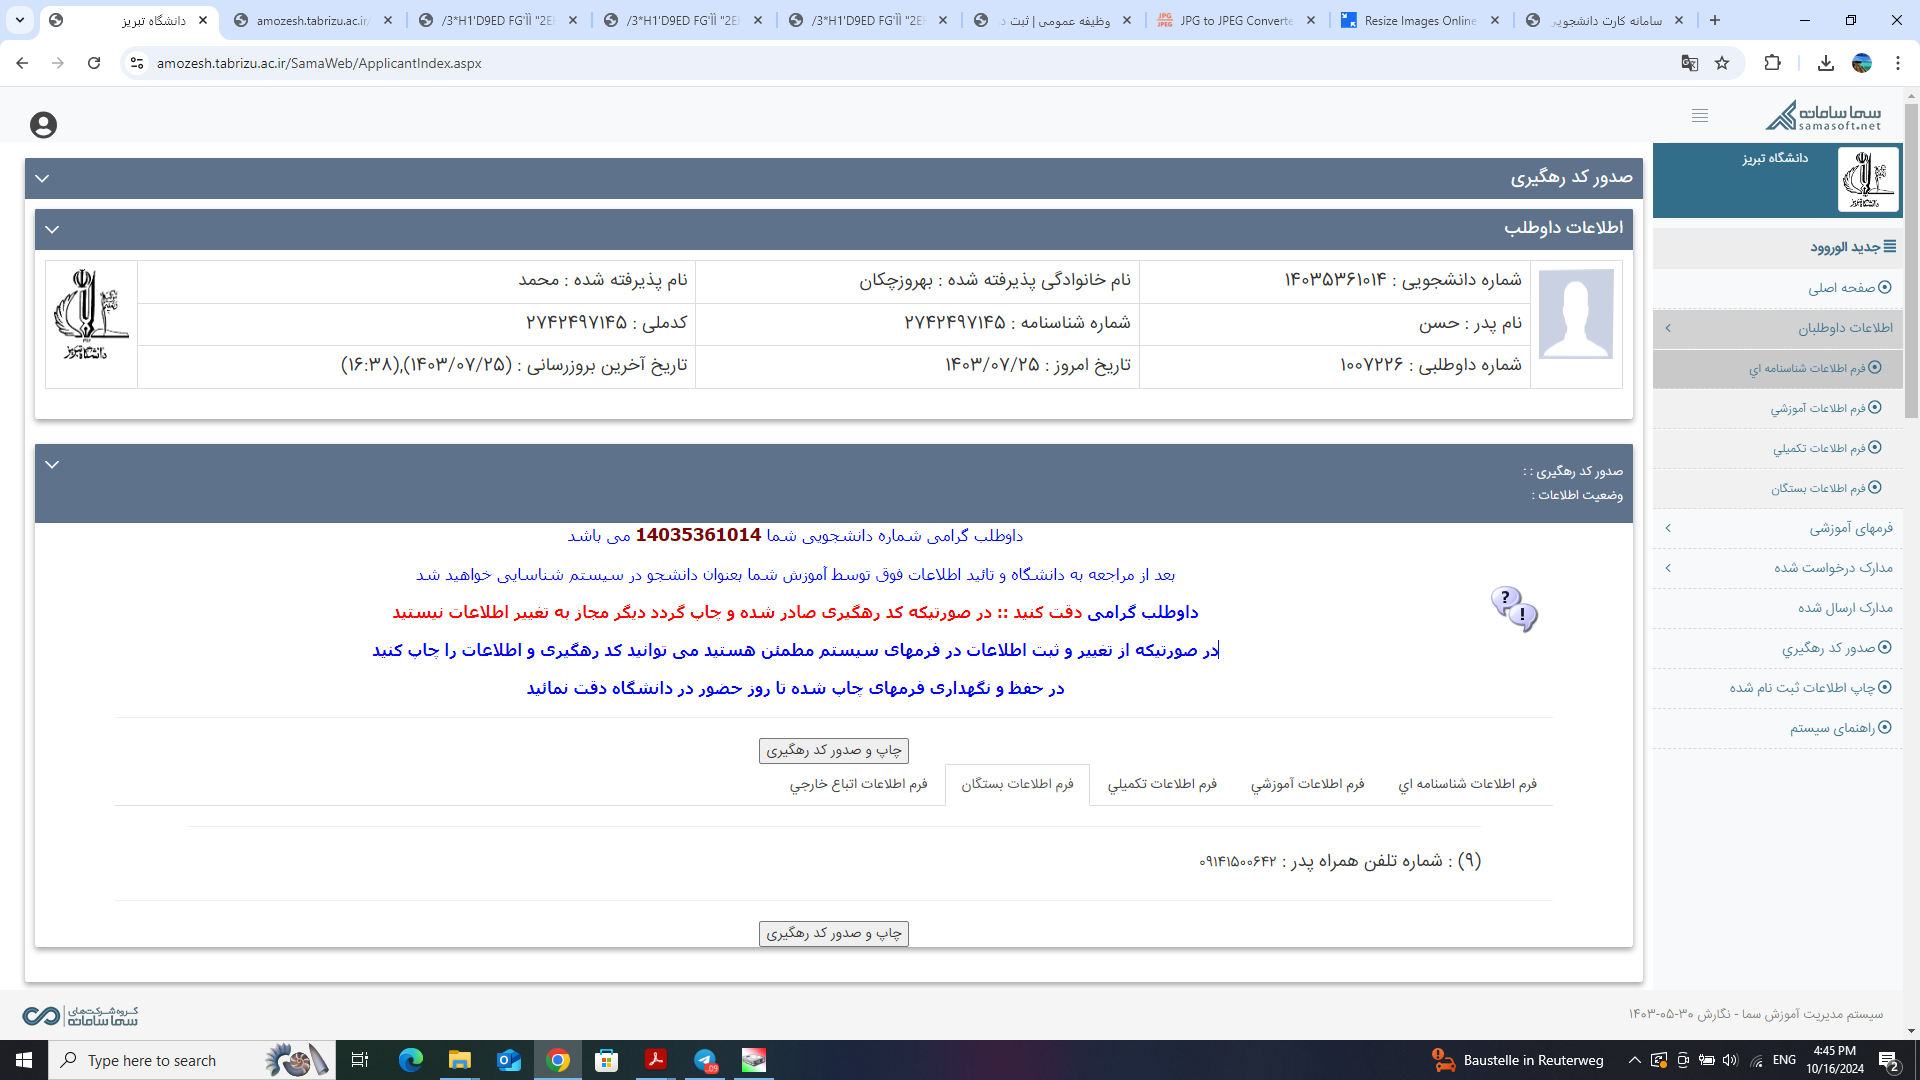 دانشگاه تبریز
amozesh.tabrizu.ac.ir/
/3*H1'D9ED FG'
/3*H1'D9ED FG'
/3*H1'D9ED FG'
وظیفه عمومی | ثبت
JPG to JPEG Converte
Resize Images Online
سامانه کارت دانشجویی
amozesh.tabrizu.ac.ir/SamaWeb/ApplicantIndex.aspx
سما سامانه
samasoft.net
دانشگاه تبریز
جدید الوروود
صفحه اصلی
اطلاعات داوطلبان
فرم اطلاعات شناسنامه اي
فرم اطلاعات آموزشي
فرم اطلاعات تكميلي
فرم اطلاعات بستگان
فرمهای آموزشی
مدارک درخواست شده
مدارک ارسال شده
صدور کد رهگيري
چاپ اطلاعات ثبت نام شده
راهنمای سیستم
صدور کد رهگیری
اطلاعات داوطلب
شماره دانشجویی : ۱۴۰۳۵۳۶۱۰۱۴
نام خانوادگی پذیرفته شده : بهروزچکان
نام پذیرفته شده : محمد
نام پدر : حسن
شماره شناسنامه : ۲۷۴۲۴۹۷۱۴۵
کدملی : ۲۷۴۲۴۹۷۱۴۵
شماره داوطلبی : ۱۰۰۷۲۲۶
تاریخ امروز : ۱۴۰۳/۰۷/۲۵
تاریخ آخرین بروزرسانی : (۱۴۰۳/۰۷/۲۵),(۱۶:۳۸)
دانشگاه تبریز
صدور کد رهگیری : :
وضعیت اطلاعات :
داوطلب گرامی شماره دانشجویی شما 14035361014 می باشد
بعد از مراجعه به دانشگاه و تائید اطلاعات فوق توسط آموزش شما بعنوان دانشجو در سیستم شناسایی خواهید شد
داوطلب گرامی دقت کنید :: در صورتیکه کد رهگیری صادر شده و چاپ گردد دیگر مجاز به تغییر اطلاعات نیستید
در صورتیکه از تغییر و ثبت اطلاعات در فرمهای سیستم مطمئن هستید می توانید کد رهگیری و اطلاعات را چاپ کنید
در حفظ و نگهداری فرمهای چاپ شده تا روز حضور در دانشگاه دقت نمائید
چاپ و صدور کد رهگیری
فرم اطلاعات شناسنامه اي
فرم اطلاعات آموزشي
فرم اطلاعات تكميلي
فرم اطلاعات بستگان
فرم اطلاعات اتباع خارجي
(۹) : شماره تلفن همراه پدر : ۰۹۱۴۱۵۰۰۶۴۲
چاپ و صدور کد رهگیری
سیستم مدیریت آموزش سما - نگارش ۳۰-۰۵-۱۴۰۳
گروه شرکت‌های
سما سامانه
Type here to search
Baustelle in Reuterweg
ENG
4:45 PM
10/16/2024
2